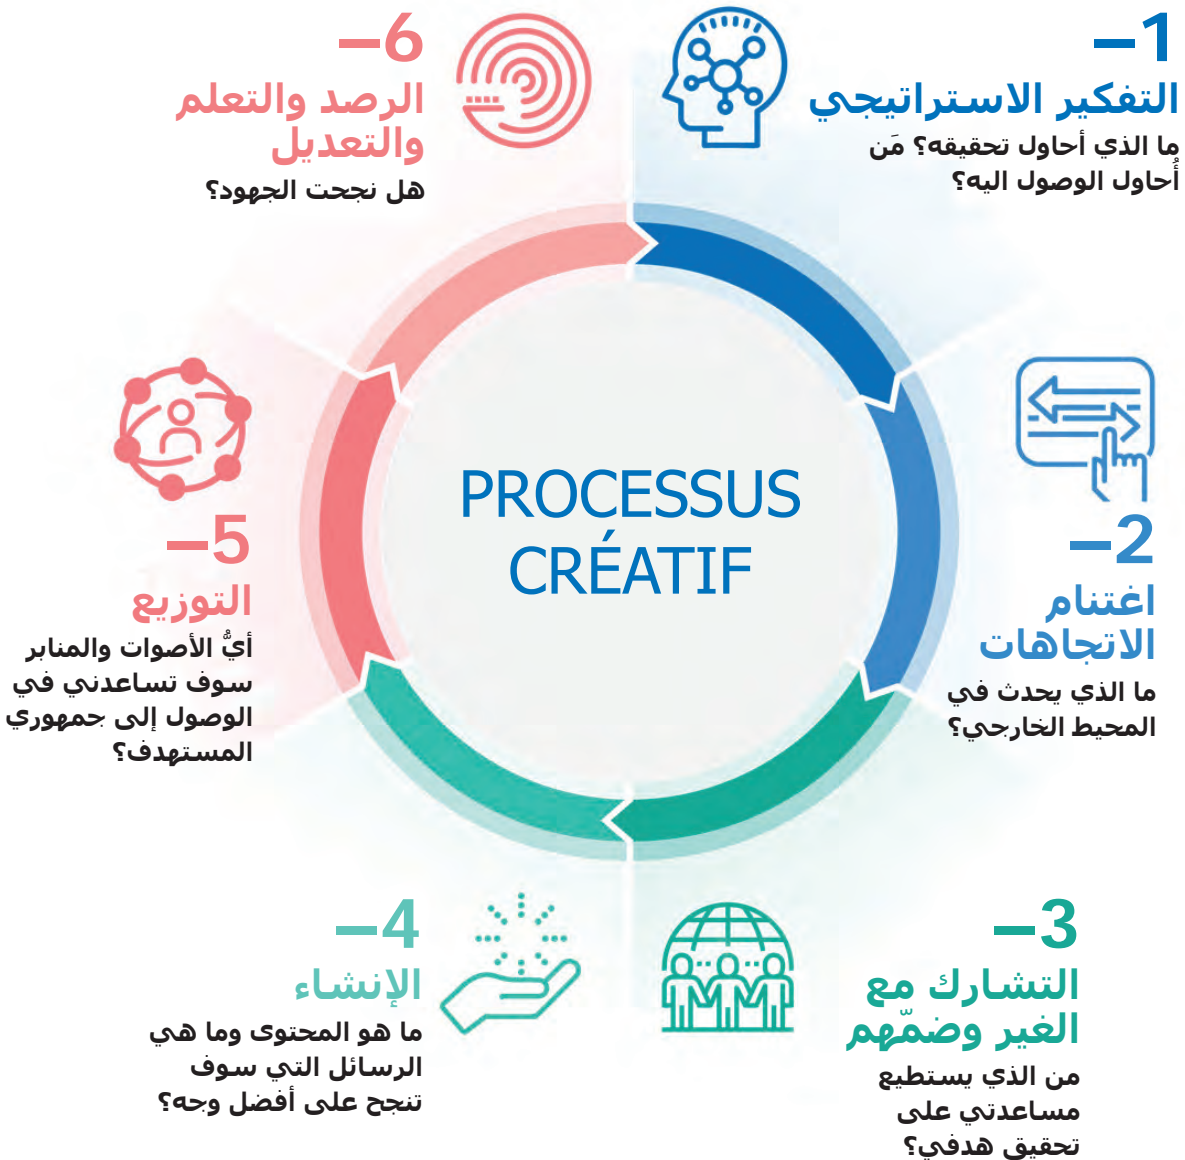 1–
التفكير الاستراتيجي
ما الذي أحاول تحقيقه؟ مَن
أُحاول الوصول اليه؟
2–
اغتنام
الاتجاهات
ما الذي يحدث في
المحيط الخارجي؟
3–
التشارك مع
الغير وضمّهم
من الذي يستطيع
مساعدتي على
تحقيق هدفي؟
4–
الإنشاء
ما هو المحتوى وما هي
الرسائل التي سوف
تنجح على أفضل وجه؟
5–
التوزيع
أيُّ الأصوات والمنابر
سوف تساعدني في
الوصول إلى جمهوري
المستهدف؟
6–
الرصد والتعلم
والتعديل
هل نجحت الجهود؟
PROCESSUS
CRÉATIF